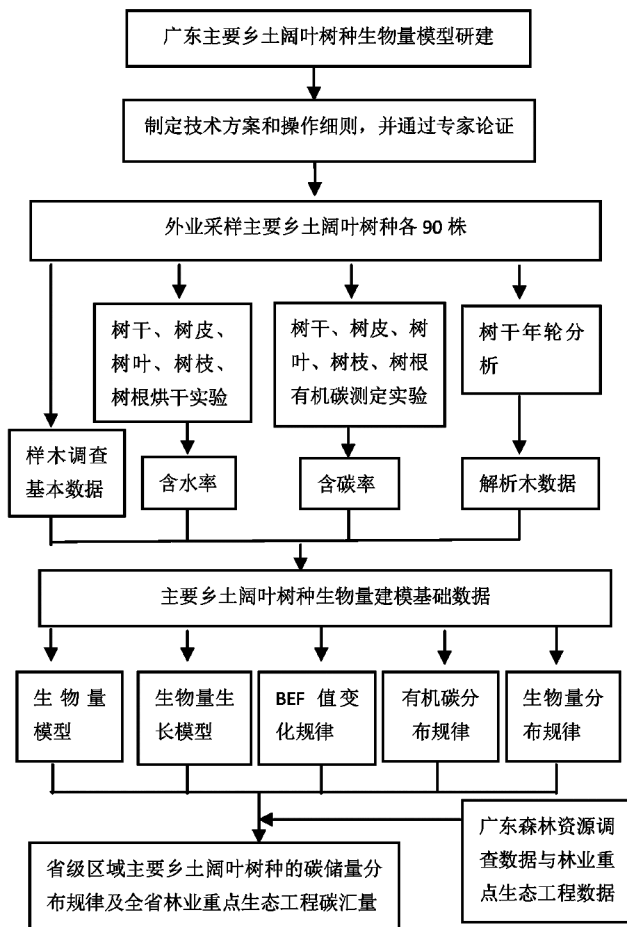 广东主要乡土阔叶树种生物量模型研建
制定技术方案和操作细则，并通过专家论证
外业采样主要乡土阔叶树种各 90 株
树干、树皮、
树叶、树枝、
树根烘干实验
树干、树皮、树
叶、树枝、树根
有机碳测定实验
树干年轮分
析
样木调查
基本数据
含水率
含碳率
解析木数据
主要乡土阔叶树种生物量建模基础数据
生物量
模型
生物量生
长模型
BEF 值变
化规律
有机碳分
布规律
生物量分
布规律
广东森林资源调
查数据与林业重
点生态工程数据
省级区域主要乡土阔叶树种的碳储量分
布规律及全省林业重点生态工程碳汇量